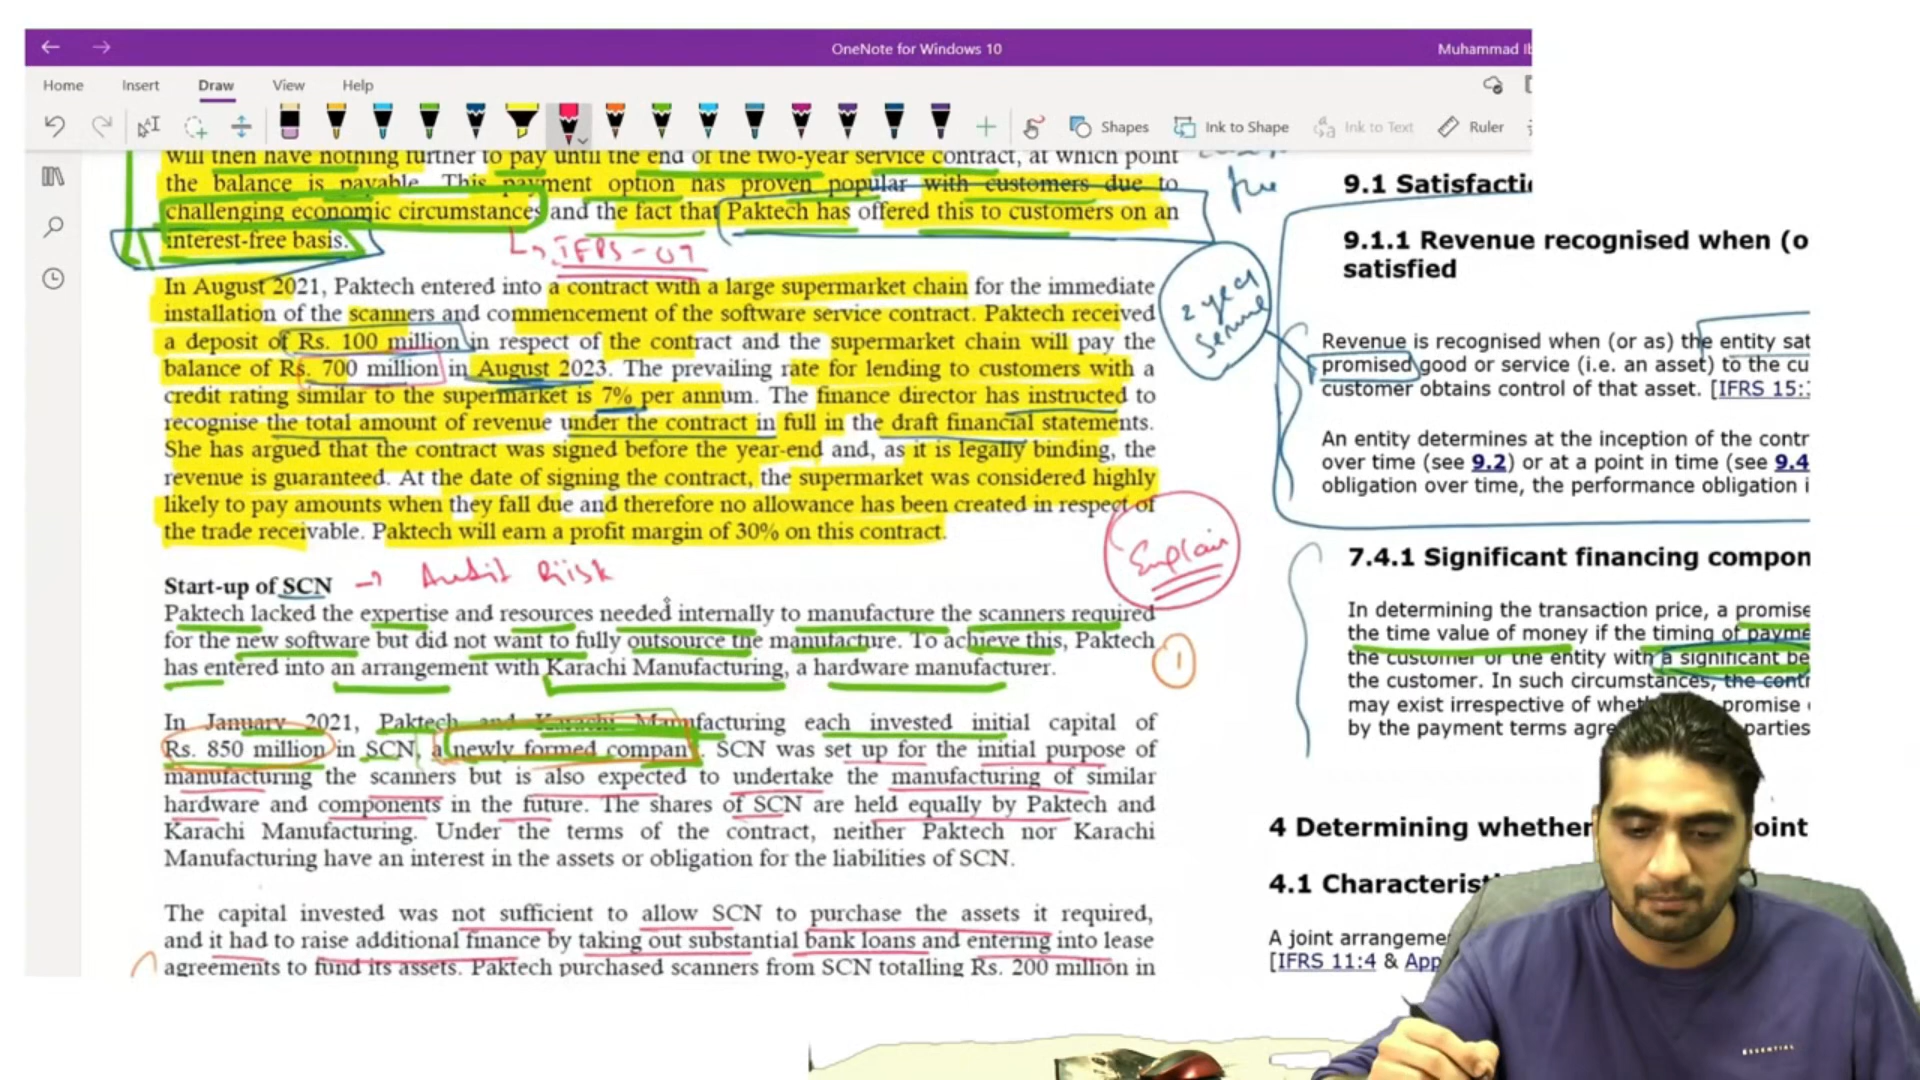 OneNote for Windows 10
Muhammad Ib
Home Insert Draw View Help
Shapes Ink to Shape Ink to Text Ruler
will then have nothing further to pay until the end of the two-year service contract, at which point
the balance is payable. This payment option has proven popular with customers due to
challenging economic circumstances and the fact that Paktech has offered this to customers on an
interest-free basis.
IFRS-09
In August 2021, Paktech entered into a contract with a large supermarket chain for the immediate
installation of the scanners and commencement of the software service contract. Paktech received
a deposit of Rs. 100 million in respect of the contract and the supermarket chain will pay the
balance of Rs. 700 million in August 2023. The prevailing rate for lending to customers with a
credit rating similar to the supermarket is 7% per annum. The finance director has instructed to
recognise the total amount of revenue under the contract in full in the draft financial statements.
She has argued that the contract was signed before the year-end and, as it is legally binding, the
revenue is guaranteed. At the date of signing the contract, the supermarket was considered highly
likely to pay amounts when they fall due and therefore no allowance has been created in respect of
the trade receivable. Paktech will earn a profit margin of 30% on this contract.
2 year
Service
Explain
Start-up of SCN → Audit Risk
Paktech lacked the expertise and resources needed internally to manufacture the scanners required
for the new software but did not want to fully outsource the manufacture. To achieve this, Paktech
has entered into an arrangement with Karachi Manufacturing, a hardware manufacturer.
1
In January 2021, Paktech and Karachi Manufacturing each invested initial capital of
Rs. 850 million in SCN, a newly formed company. SCN was set up for the initial purpose of
manufacturing the scanners but is also expected to undertake the manufacturing of similar
hardware and components in the future. The shares of SCN are held equally by Paktech and
Karachi Manufacturing. Under the terms of the contract, neither Paktech nor Karachi
Manufacturing have an interest in the assets or obligation for the liabilities of SCN.
The capital invested was not sufficient to allow SCN to purchase the assets it required,
and it had to raise additional finance by taking out substantial bank loans and entering into lease
agreements to fund its assets. Paktech purchased scanners from SCN totalling Rs. 200 million in
9.1 Satisfacti
9.1.1 Revenue recognised when (o
satisfied
Revenue is recognised when (or as) the entity sat
promised good or service (i.e. an asset) to the cu
customer obtains control of that asset. [IFRS 15:
An entity determines at the inception of the contr
over time (see 9.2) or at a point in time (see 9.4
obligation over time, the performance obligation i
7.4.1 Significant financing compon
In determining the transaction price, a promise
the time value of money if the timing of payme
the customer or the entity with a significant be
the customer. In such circumstances, the contr
may exist irrespective of whet promise
by the payment terms agre parties
4 Determining whether oint
4.1 Characterist
A joint arrangeme
[IFRS 11:4 & App
ESSENTIAL